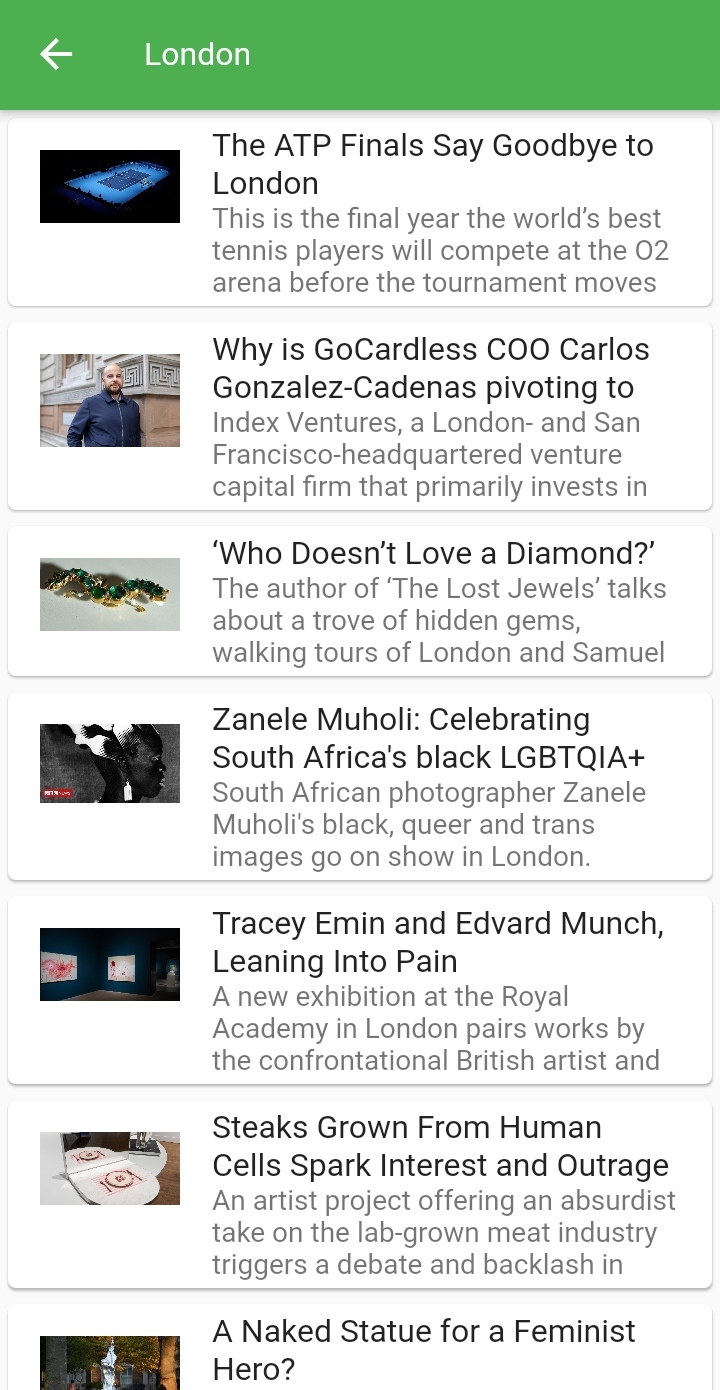 London
The ATP Finals Say Goodbye to
London
This is the final year the world’s best
tennis players will compete at the O2
arena before the tournament moves
Why is GoCardless COO Carlos
Gonzalez-Cadenas pivoting to
Index Ventures, a London- and San
Francisco-headquartered venture
capital firm that primarily invests in
‘Who Doesn’t Love a Diamond?’
The author of ‘The Lost Jewels’ talks
about a trove of hidden gems,
walking tours of London and Samuel
Zanele Muholi: Celebrating
South Africa's black LGBTQIA+
South African photographer Zanele
Muholi's black, queer and trans
images go on show in London.
Tracey Emin and Edvard Munch,
Leaning Into Pain
A new exhibition at the Royal
Academy in London pairs works by
the confrontational British artist and
Steaks Grown From Human
Cells Spark Interest and Outrage
An artist project offering an absurdist
take on the lab-grown meat industry
triggers a debate and backlash in
A Naked Statue for a Feminist
Hero?